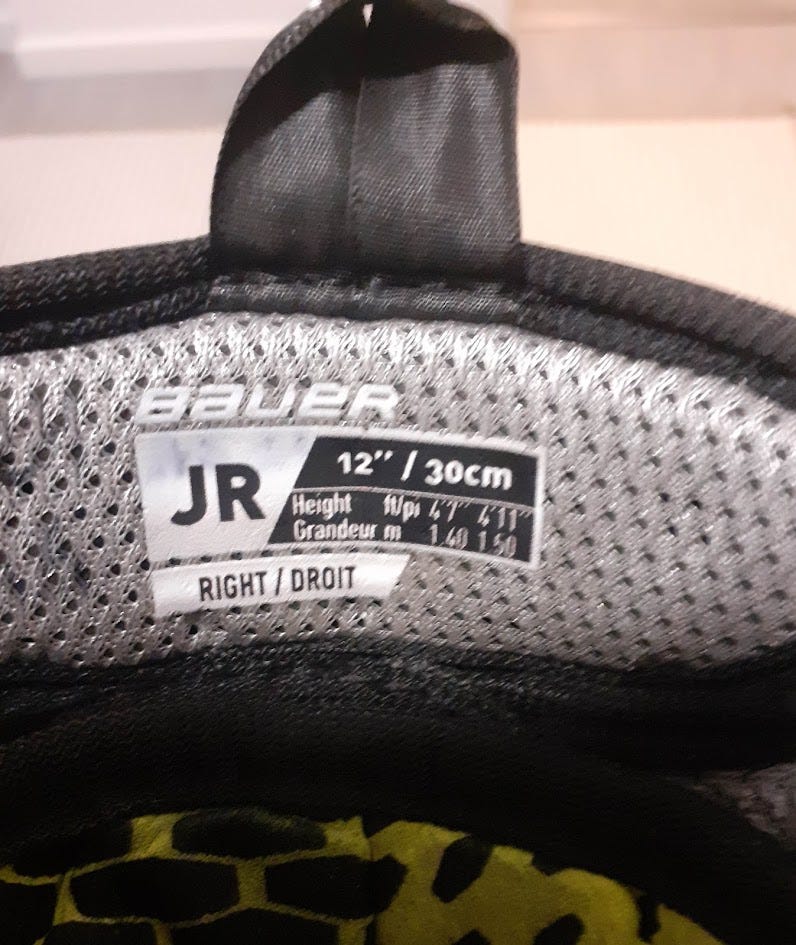 BAUER
JR
12" / 30cm
Height ft/pi 4'7" 4'11"
Grandeur m 1.40 1.50
RIGHT / DROIT